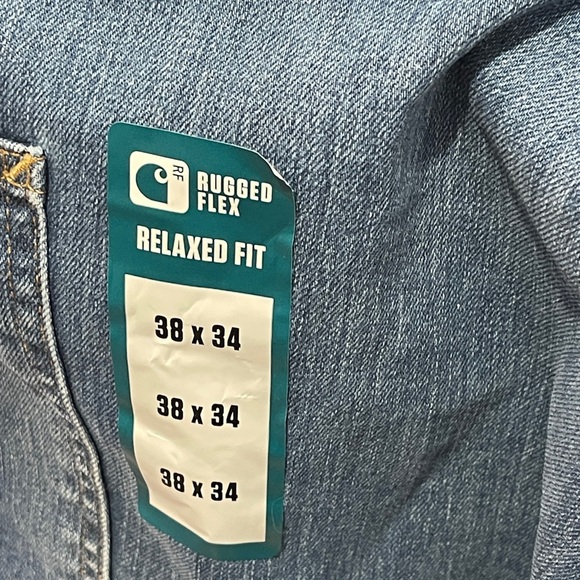 RF
RUGGED
FLEX
RELAXED FIT
38 x 34
38 x 34
38 x 34